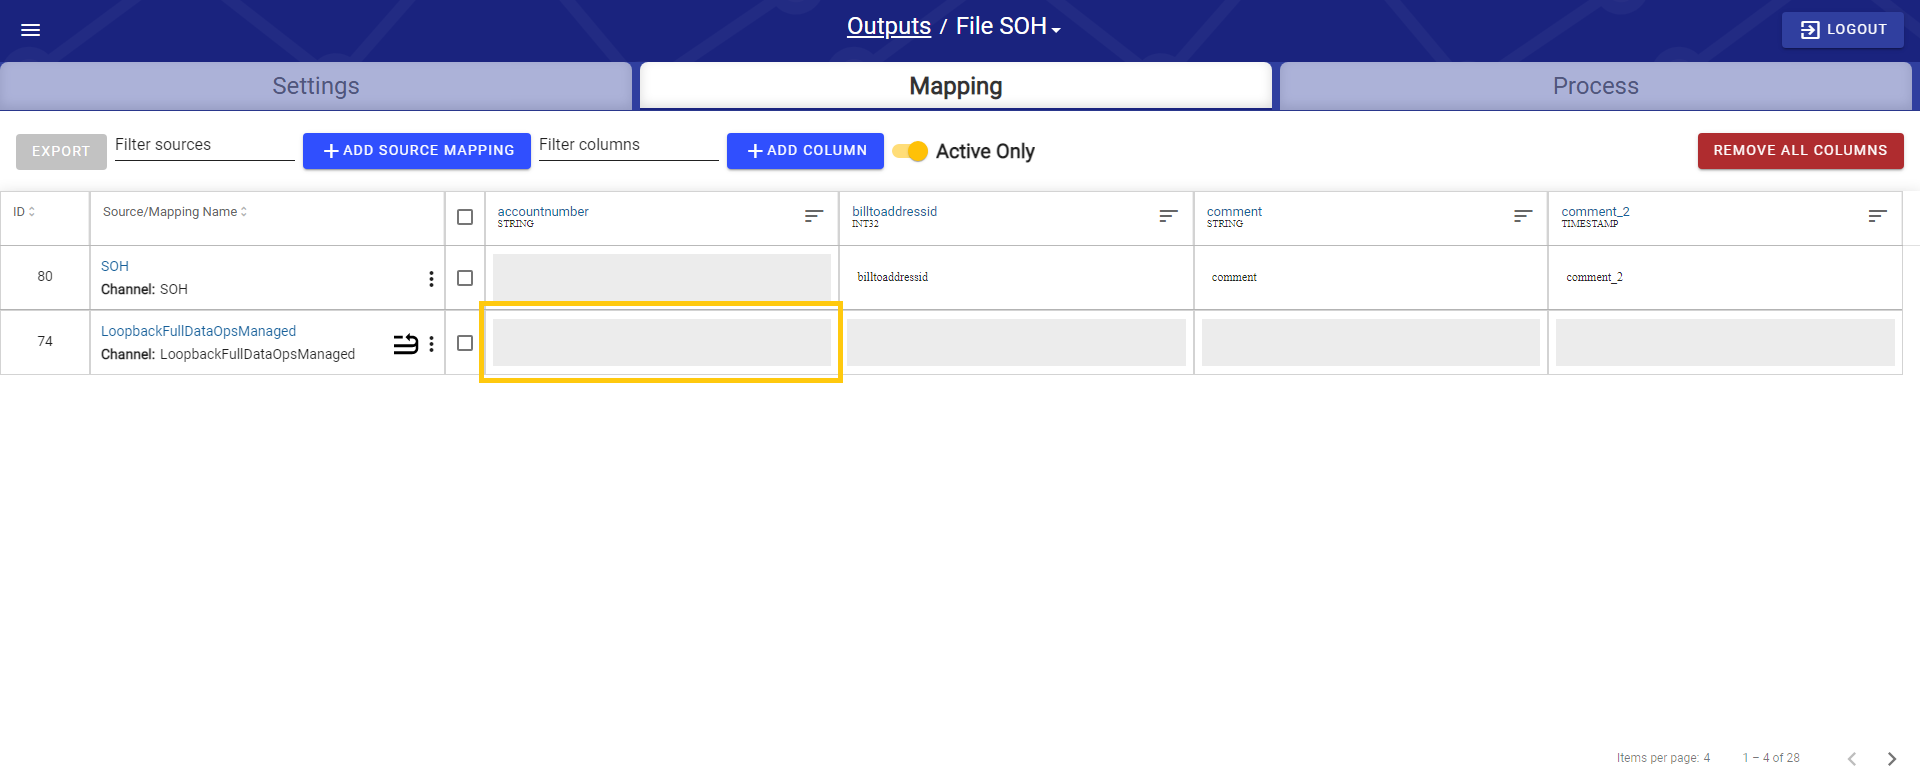 Outputs / File SOH
LOGOUT
Settings
Mapping
Process
EXPORT
Filter sources
ADD SOURCE MAPPING
Filter columns
ADD COLUMN
Active Only
REMOVE ALL COLUMNS
ID
Source/Mapping Name
accountnumber
STRING
billtoaddressid
INT32
comment
STRING
comment_2
TIMESTAMP
80
SOH
Channel: SOH
billtoaddressid
comment
comment_2
74
LoopbackFullDataOpsManaged
Channel: LoopbackFullDataOpsManaged
Items per page: 4
1 – 4 of 28